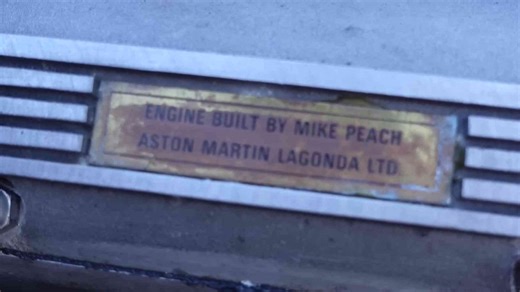 ENGINE BUILT BY MIKE PEACH
ASTON MARTIN LAGONDA LTD